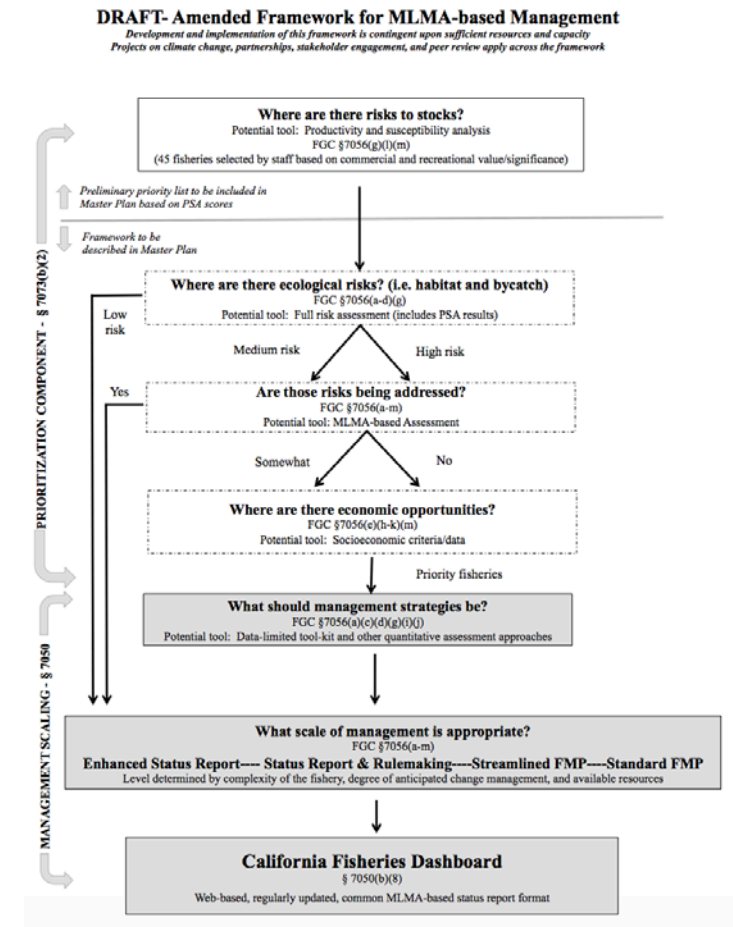 DRAFT- Amended Framework for MLMA-based Management
Development and implementation of this framework is contingent upon sufficient resources and capacity
Projects on climate change, partnerships, stakeholder engagement, and peer review apply across the framework
Where are there risks to stocks?
Potential tool: Productivity and susceptibility analysis
FGC §7056(g)(l)(m)
(45 fisheries selected by staff based on commercial and recreational value/significance)
Preliminary priority list to be included in
Master Plan based on PSA scores
Framework to be
described in Master Plan
PRIORITIZATION COMPONENT - § 7073(b)(2)
Where are there ecological risks? (i.e. habitat and bycatch)
FGC §7056(a-d)(g)
Potential tool: Full risk assessment (includes PSA results)
Low
risk
Medium risk
High risk
Yes
Are those risks being addressed?
FGC §7056(a-m)
Potential tool: MLMA-based Assessment
Somewhat
No
Where are there economic opportunities?
FGC §7056(c)(h-k)(m)
Potential tool: Socioeconomic criteria/data
Priority fisheries
What should management strategies be?
FGC §7056(a)(c)(d)(g)(i)(j)
Potential tool: Data-limited tool-kit and other quantitative assessment approaches
MANAGEMENT SCALING - § 7050
What scale of management is appropriate?
FGC §7056(a-m)
Enhanced Status Report---- Status Report & Rulemaking----Streamlined FMP----Standard FMP
Level determined by complexity of the fishery, degree of anticipated change management, and available resources
California Fisheries Dashboard
§ 7050(b)(8)
Web-based, regularly updated, common MLMA-based status report format